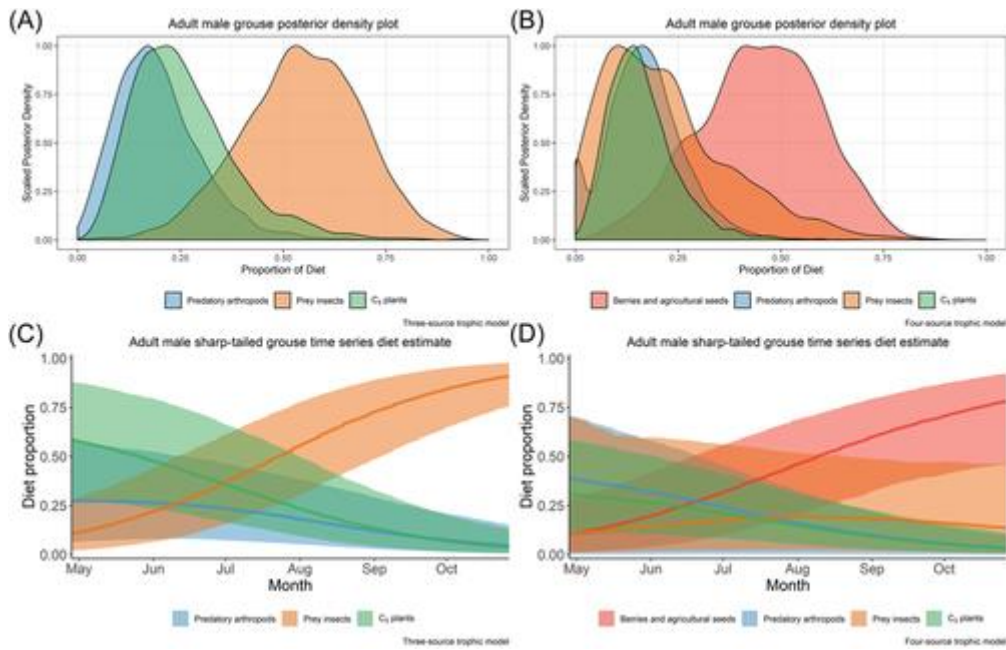 (A)
Adult male grouse posterior density plot
1.00
0.75
0.50
0.25
0.00
Scaled Posterior Density
0.00 0.25 0.50 0.75 1.00
Proportion of Diet
Predatory arthropods Prey insects C3 plants
Three-source trophic model
(B)
Adult male grouse posterior density plot
1.00
0.75
0.50
0.25
0.00
Scaled Posterior Density
0.00 0.25 0.50 0.75 1.00
Proportion of Diet
Berries and agricultural seeds Predatory arthropods Prey insects C3 plants
Four-source trophic model
(C)
Adult male sharp-tailed grouse time series diet estimate
1.00
0.75
0.50
0.25
0.00
Diet proportion
May Jun Jul Aug Sep Oct
Month
Predatory arthropods Prey insects C3 plants
Three-source trophic model
(D)
Adult male sharp-tailed grouse time series diet estimate
1.00
0.75
0.50
0.25
0.00
Diet proportion
May Jun Jul Aug Sep Oct
Month
Berries and agricultural seeds Predatory arthropods Prey insects C3 plants
Four-source trophic model